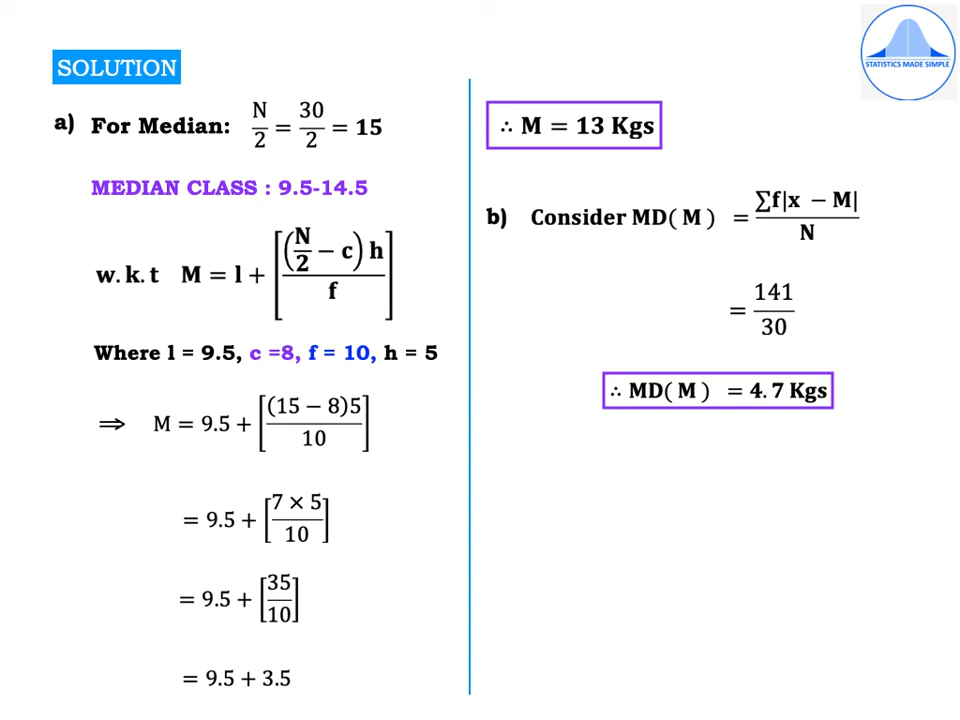 SOLUTION
a) For Median: N/2 = 30/2 = 15
MEDIAN CLASS : 9.5-14.5
w.k.t M = l + [(N/2 − c) h / f]
Where l = 9.5, c =8, f = 10, h = 5
⟹ M = 9.5 + [(15 − 8)5 / 10]
= 9.5 + [7 × 5 / 10]
= 9.5 + [35 / 10]
= 9.5 + 3.5
STATISTICS MADE SIMPLE
∴ M = 13 Kgs
b) Consider MD( M ) = ∑f|x − M| / N
= 141 / 30
∴ MD( M ) = 4.7 Kgs